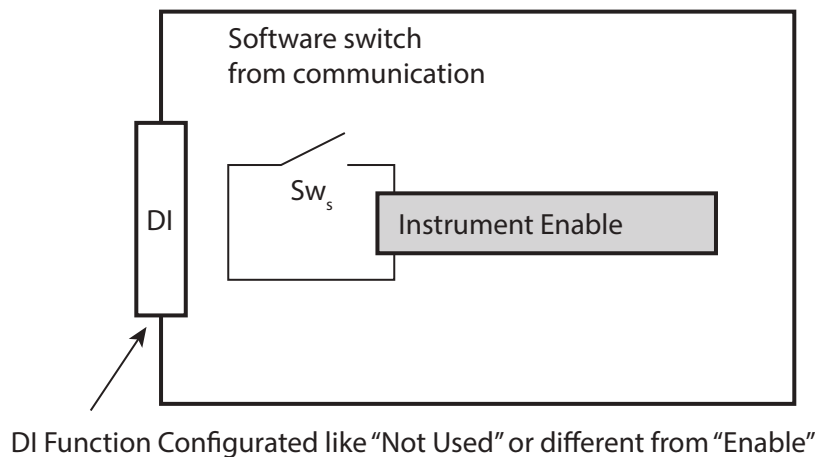 Software switch
from communication
Sws
DI
Instrument Enable
DI Function Configurated like “Not Used” or different from “Enable”